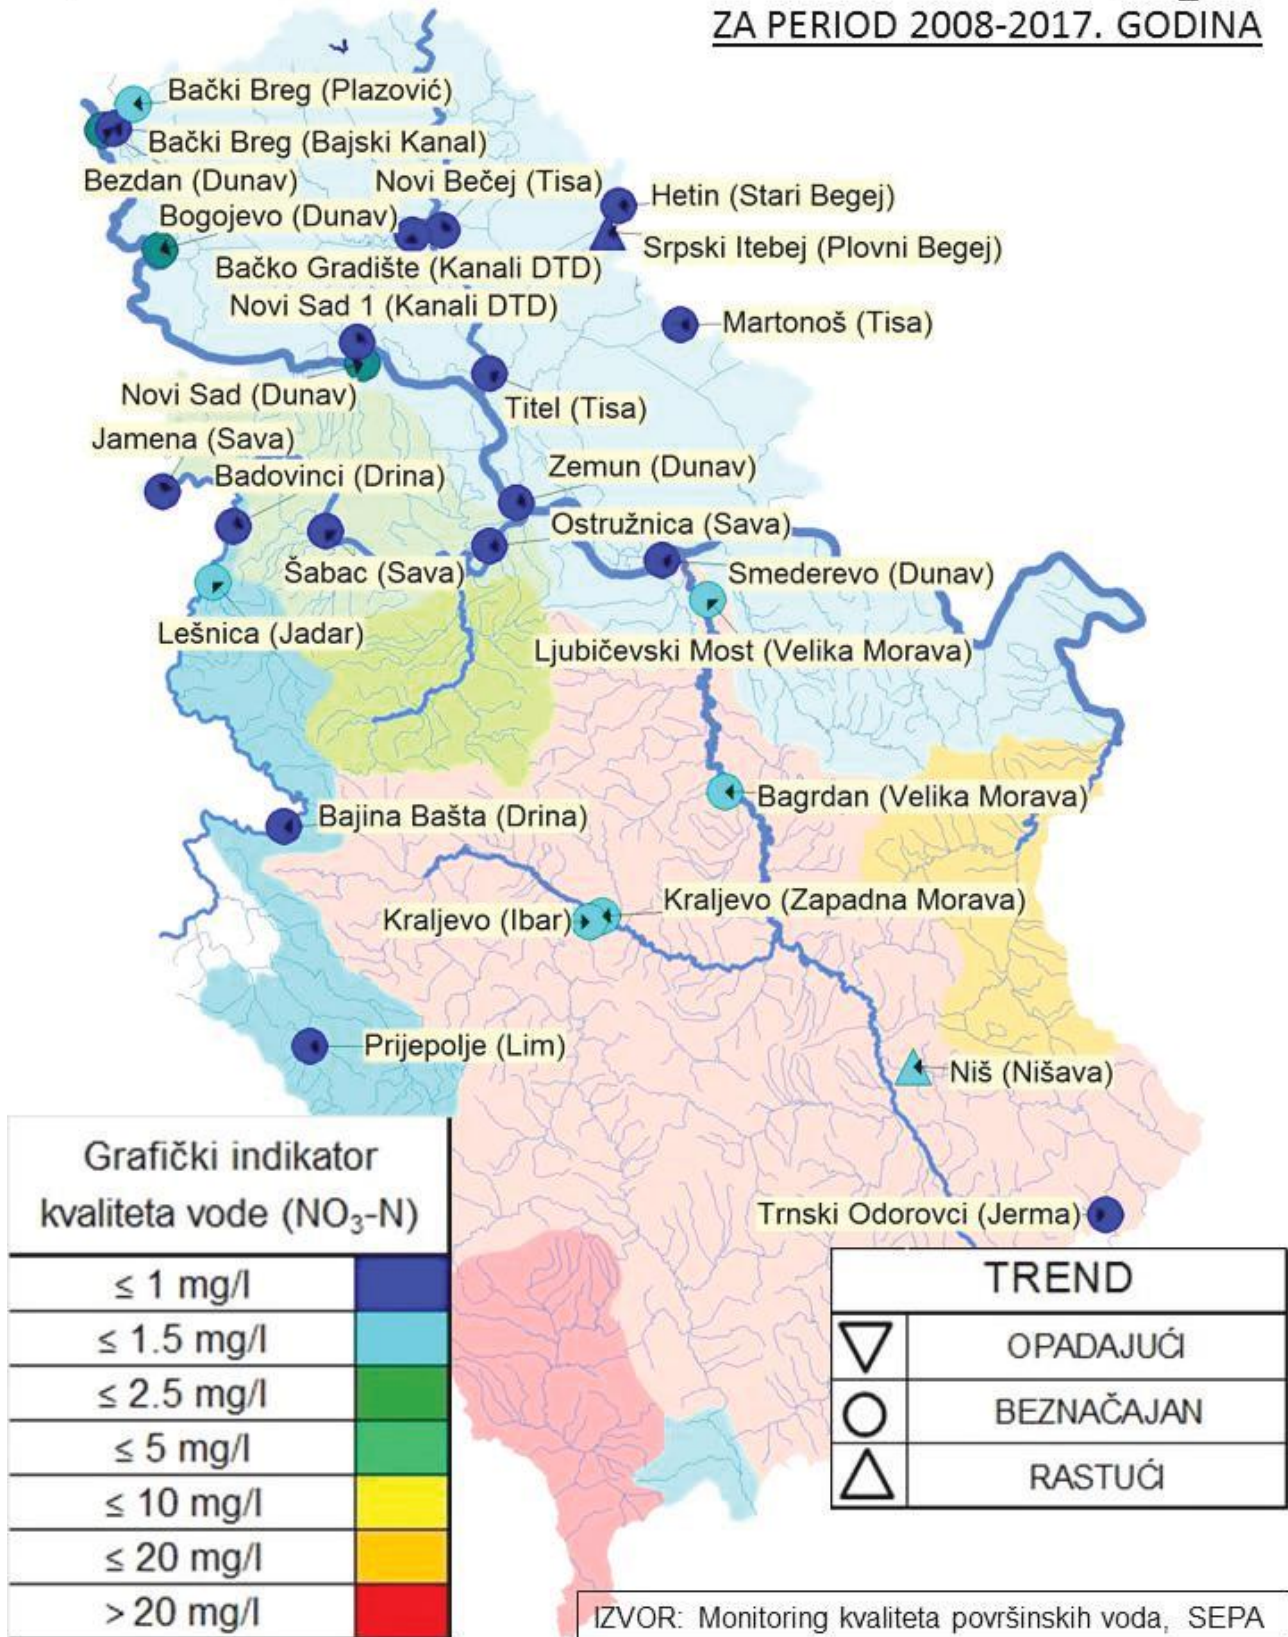 ZA PERIOD 2008-2017. GODINA
Bački Breg (Plazović)
Bački Breg (Bajski Kanal)
Bezdan (Dunav)
Novi Bečej (Tisa)
Hetin (Stari Begej)
Bogojevo (Dunav)
Srpski Itebej (Plovni Begej)
Bačko Gradište (Kanali DTD)
Novi Sad 1 (Kanali DTD)
Martonoš (Tisa)
Novi Sad (Dunav)
Titel (Tisa)
Jamena (Sava)
Badovinci (Drina)
Zemun (Dunav)
Ostružnica (Sava)
Šabac (Sava)
Smederevo (Dunav)
Lešnica (Jadar)
Ljubičevski Most (Velika Morava)
Bagrdan (Velika Morava)
Bajina Bašta (Drina)
Kraljevo (Zapadna Morava)
Kraljevo (Ibar)
Prijepolje (Lim)
Niš (Nišava)
Trnski Odorovci (Jerma)
Grafički indikator
kvaliteta vode (NO₃-N)
≤ 1 mg/l
≤ 1.5 mg/l
≤ 2.5 mg/l
≤ 5 mg/l
≤ 10 mg/l
≤ 20 mg/l
> 20 mg/l
TREND
OPADAJUĆI
BEZNAČAJAN
RASTUĆI
IZVOR: Monitoring kvaliteta površinskih voda, SEPA